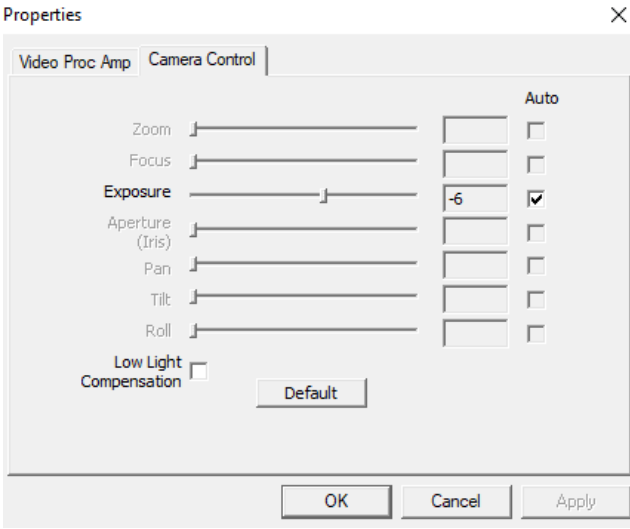 Properties
Video Proc Amp
Camera Control
Auto
Zoom
Focus
Exposure
-6
Aperture
(Iris)
Pan
Tilt
Roll
Low Light
Compensation
Default
OK
Cancel
Apply